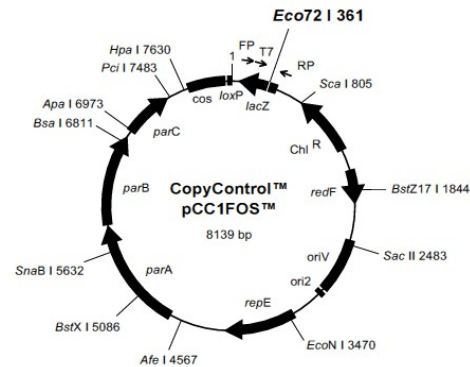 Eco72 I 361
FP T7
1
RP
Hpa I 7630
Pci I 7483
cos
loxP
lacZ
Sca I 805
Apa I 6973
Bsa I 6811
parC
Chl R
parB
CopyControl™
pCC1FOS™
8139 bp
redF
BstZ17 I 1844
SnaB I 5632
parA
oriV
Sac II 2483
ori2
repE
BstX I 5086
EcoN I 3470
Afe I 4567